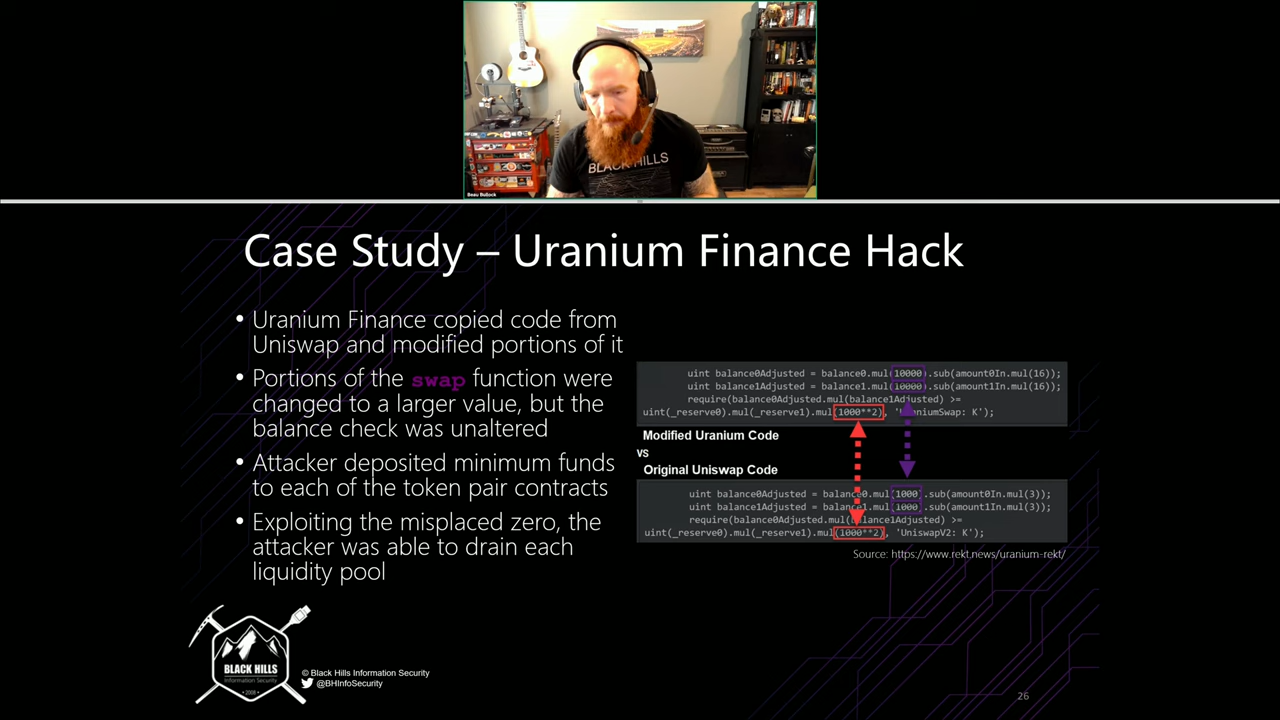 BLACK HILLS
Beau Bullock
Case Study – Uranium Finance Hack
• Uranium Finance copied code from
Uniswap and modified portions of it
• Portions of the swap function were
changed to a larger value, but the
balance check was unaltered
• Attacker deposited minimum funds
to each of the token pair contracts
• Exploiting the misplaced zero, the
attacker was able to drain each
liquidity pool
uint balance0Adjusted = balance0.mul(10000).sub(amount0In.mul(16));
uint balance1Adjusted = balance1.mul(10000).sub(amount1In.mul(16));
require(balance0Adjusted.mul(balance1Adjusted) >=
uint(_reserve0).mul(_reserve1).mul(1000**2), 'UraniumSwap: K');
Modified Uranium Code
vs
Original Uniswap Code
uint balance0Adjusted = balance0.mul(1000).sub(amount0In.mul(3));
uint balance1Adjusted = balance1.mul(1000).sub(amount1In.mul(3));
require(balance0Adjusted.mul(balance1Adjusted) >=
uint(_reserve0).mul(_reserve1).mul(1000**2), 'UniswapV2: K');
Source: https://www.rekt.news/uranium-rekt/
BLACK HILLS
Information Security
• 2008 •
© Black Hills Information Security
@BHInfoSecurity
26